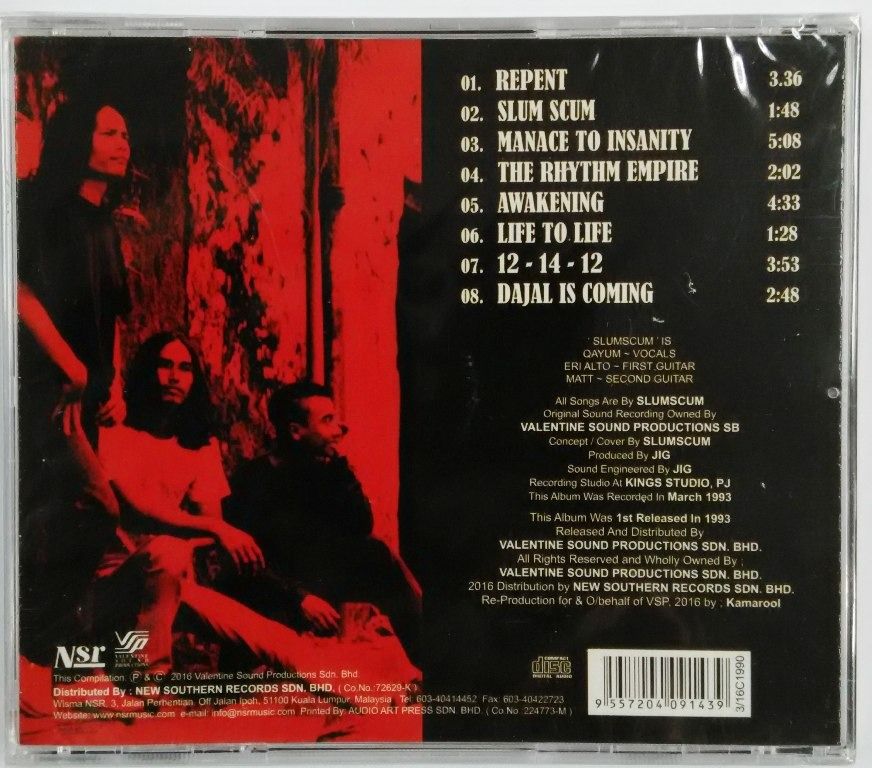 01. REPENT 3.36
02. SLUM SCUM 1:48
03. MANACE TO INSANITY 5:08
04. THE RHYTHM EMPIRE 2:02
05. AWAKENING 4:33
06. LIFE TO LIFE 1:28
07. 12 - 14 - 12 3:53
08. DAJAL IS COMING 2:48
' SLUMSCUM ' IS
QAYUM ~ VOCALS
ERI ALTO ~ FIRST GUITAR
MATT ~ SECOND GUITAR
All Songs Are By SLUMSCUM
Original Sound Recording Owned By
VALENTINE SOUND PRODUCTIONS SB
Concept / Cover By SLUMSCUM
Produced By JIG
Sound Engineered By JIG
Recording Studio At KINGS STUDIO, PJ
This Album Was Recorded In March 1993
This Album Was 1st Released In 1993
Released And Distributed By
VALENTINE SOUND PRODUCTIONS SDN. BHD.
All Rights Reserved and Wholly Owned By ;
VALENTINE SOUND PRODUCTIONS SDN. BHD.
2016 Distribution by NEW SOUTHERN RECORDS SDN. BHD.
Re-Production for & O/behalf of VSP. 2016 by ; Kamarool
Nsr
VSP
VALENTINE
SOUND
PRODUCTIONS
COMPACT
disc
DIGITAL AUDIO
9 557204 091439
3/16C1990
This Compilation. Ⓟ & © 2016 Valentine Sound Productions Sdn. Bhd
Distributed By : NEW SOUTHERN RECORDS SDN. BHD. ( Co.No.:72629-K )
Wisma NSR, 3, Jalan Perhentian, Off Jalan Ipoh, 51100 Kuala Lumpur, Malaysia Tel: 603-40414452 Fax: 603-40422723
Website: www.nsrmusic.com e-mail: info@nsrmusic.com Printed By: AUDIO ART PRESS SDN. BHD. ( Co.No.:224773-M )